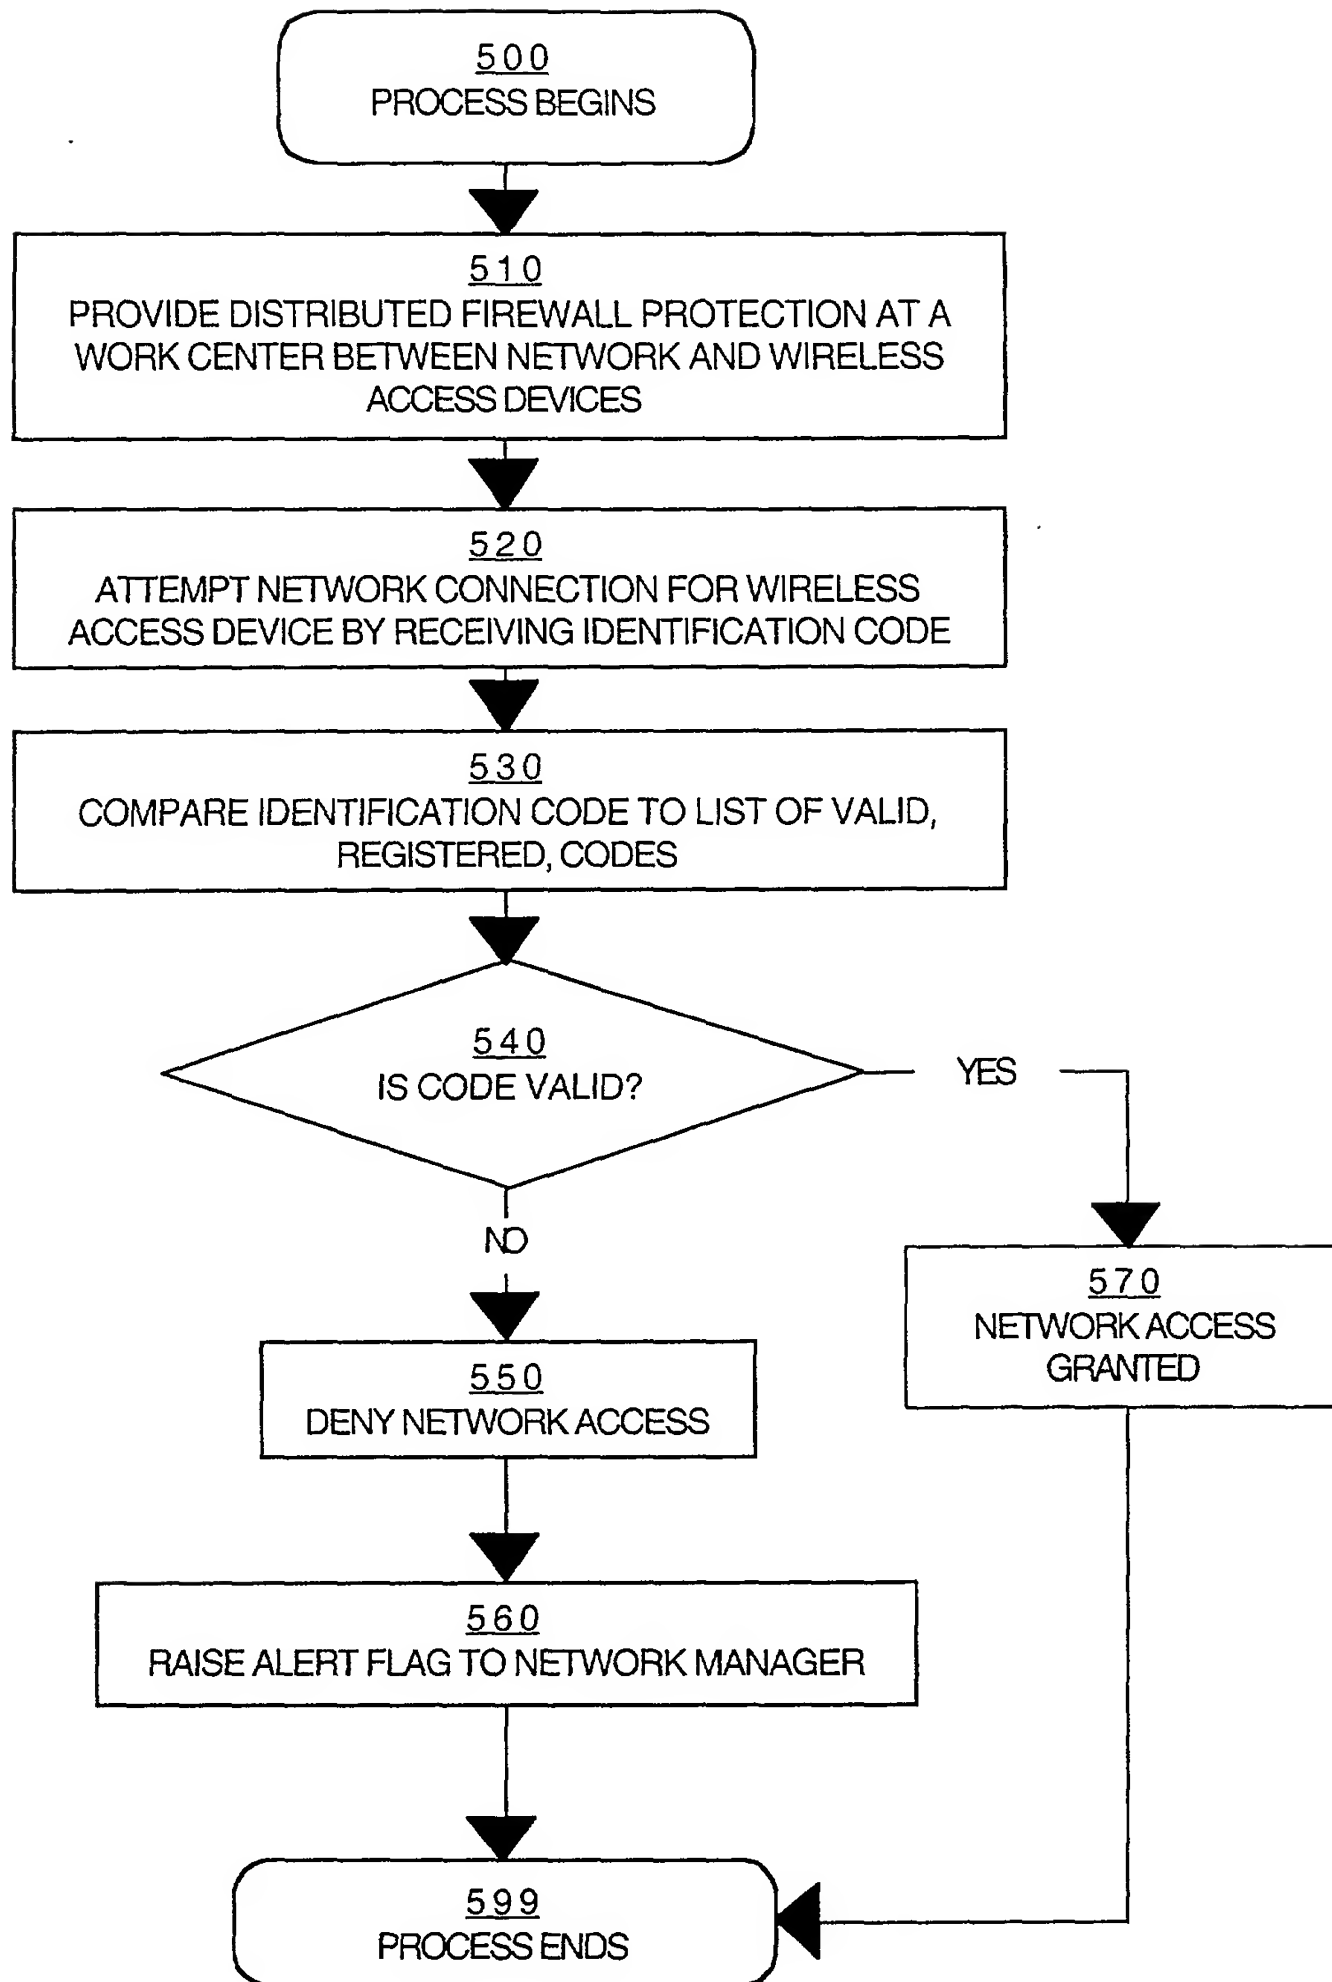 500
PROCESS BEGINS
510
PROVIDE DISTRIBUTED FIREWALL PROTECTION AT A
WORK CENTER BETWEEN NETWORK AND WIRELESS
ACCESS DEVICES
520
ATTEMPT NETWORK CONNECTION FOR WIRELESS
ACCESS DEVICE BY RECEIVING IDENTIFICATION CODE
530
COMPARE IDENTIFICATION CODE TO LIST OF VALID,
REGISTERED, CODES
540
IS CODE VALID?
YES
NO
570
NETWORK ACCESS
GRANTED
550
DENY NETWORK ACCESS
560
RAISE ALERT FLAG TO NETWORK MANAGER
599
PROCESS ENDS